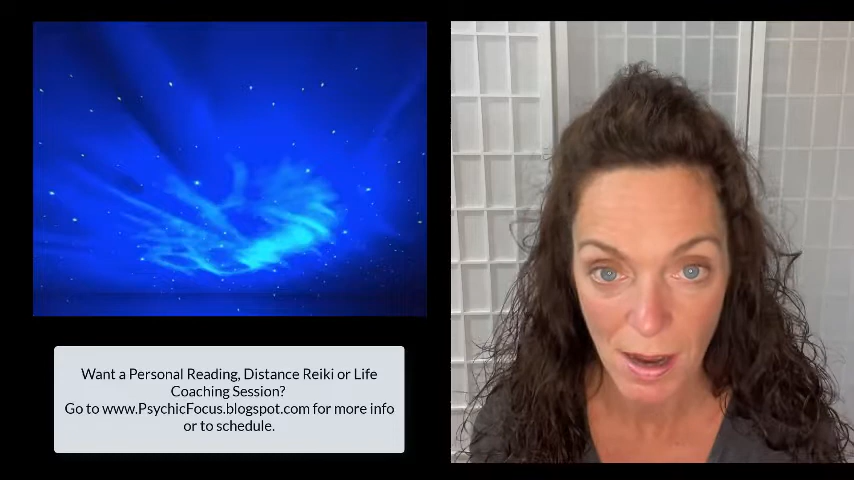 Want a Personal Reading, Distance Reiki or Life
Coaching Session?
Go to www.PsychicFocus.blogspot.com for more info
or to schedule.